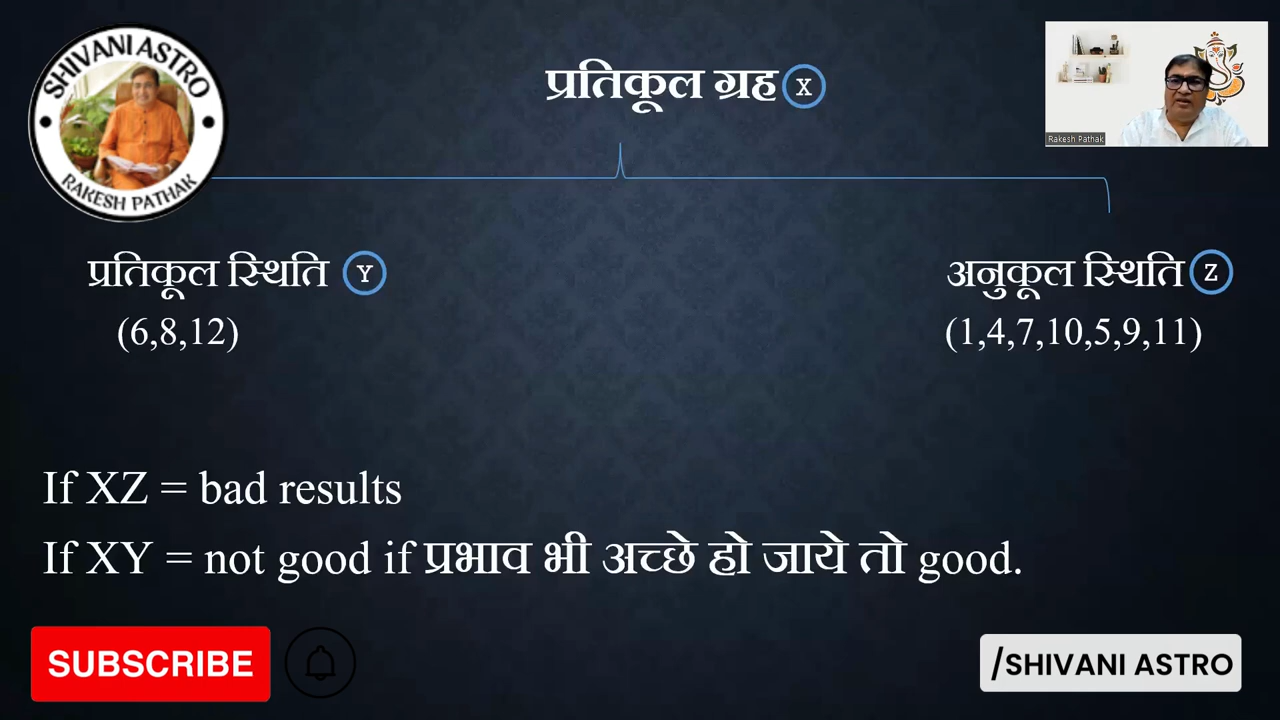 SHIVANI ASTRO
RAKESH PATHAK
प्रतिकूल ग्रह X
Rakesh Pathak
प्रतिकूल स्थिति Y
(6,8,12)
अनुकूल स्थिति Z
(1,4,7,10,5,9,11)
If XZ = bad results
If XY = not good if प्रभाव भी अच्छे हो जाये तो good.
SUBSCRIBE
/SHIVANI ASTRO